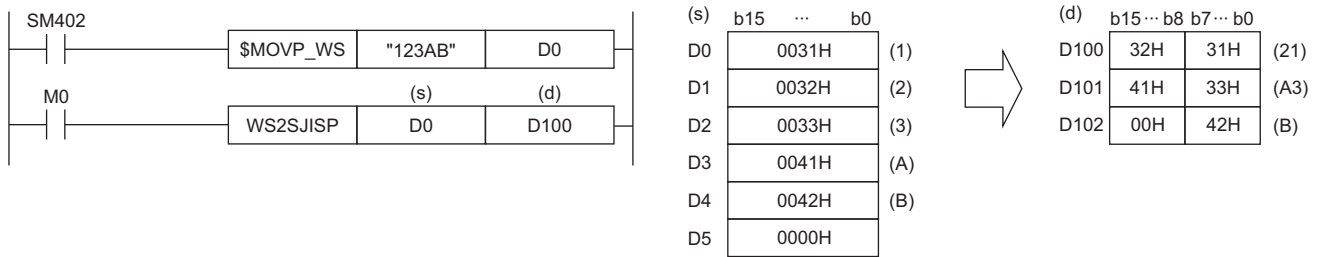 SM402
$MOVP_WS "123AB" D0
M0
(s) (d)
WS2SJISP D0 D100
(s) b15 ... b0
D0 0031H (1)
D1 0032H (2)
D2 0033H (3)
D3 0041H (A)
D4 0042H (B)
D5 0000H
(d) b15 ... b8 b7 ... b0
D100 32H 31H (21)
D101 41H 33H (A3)
D102 00H 42H (B)